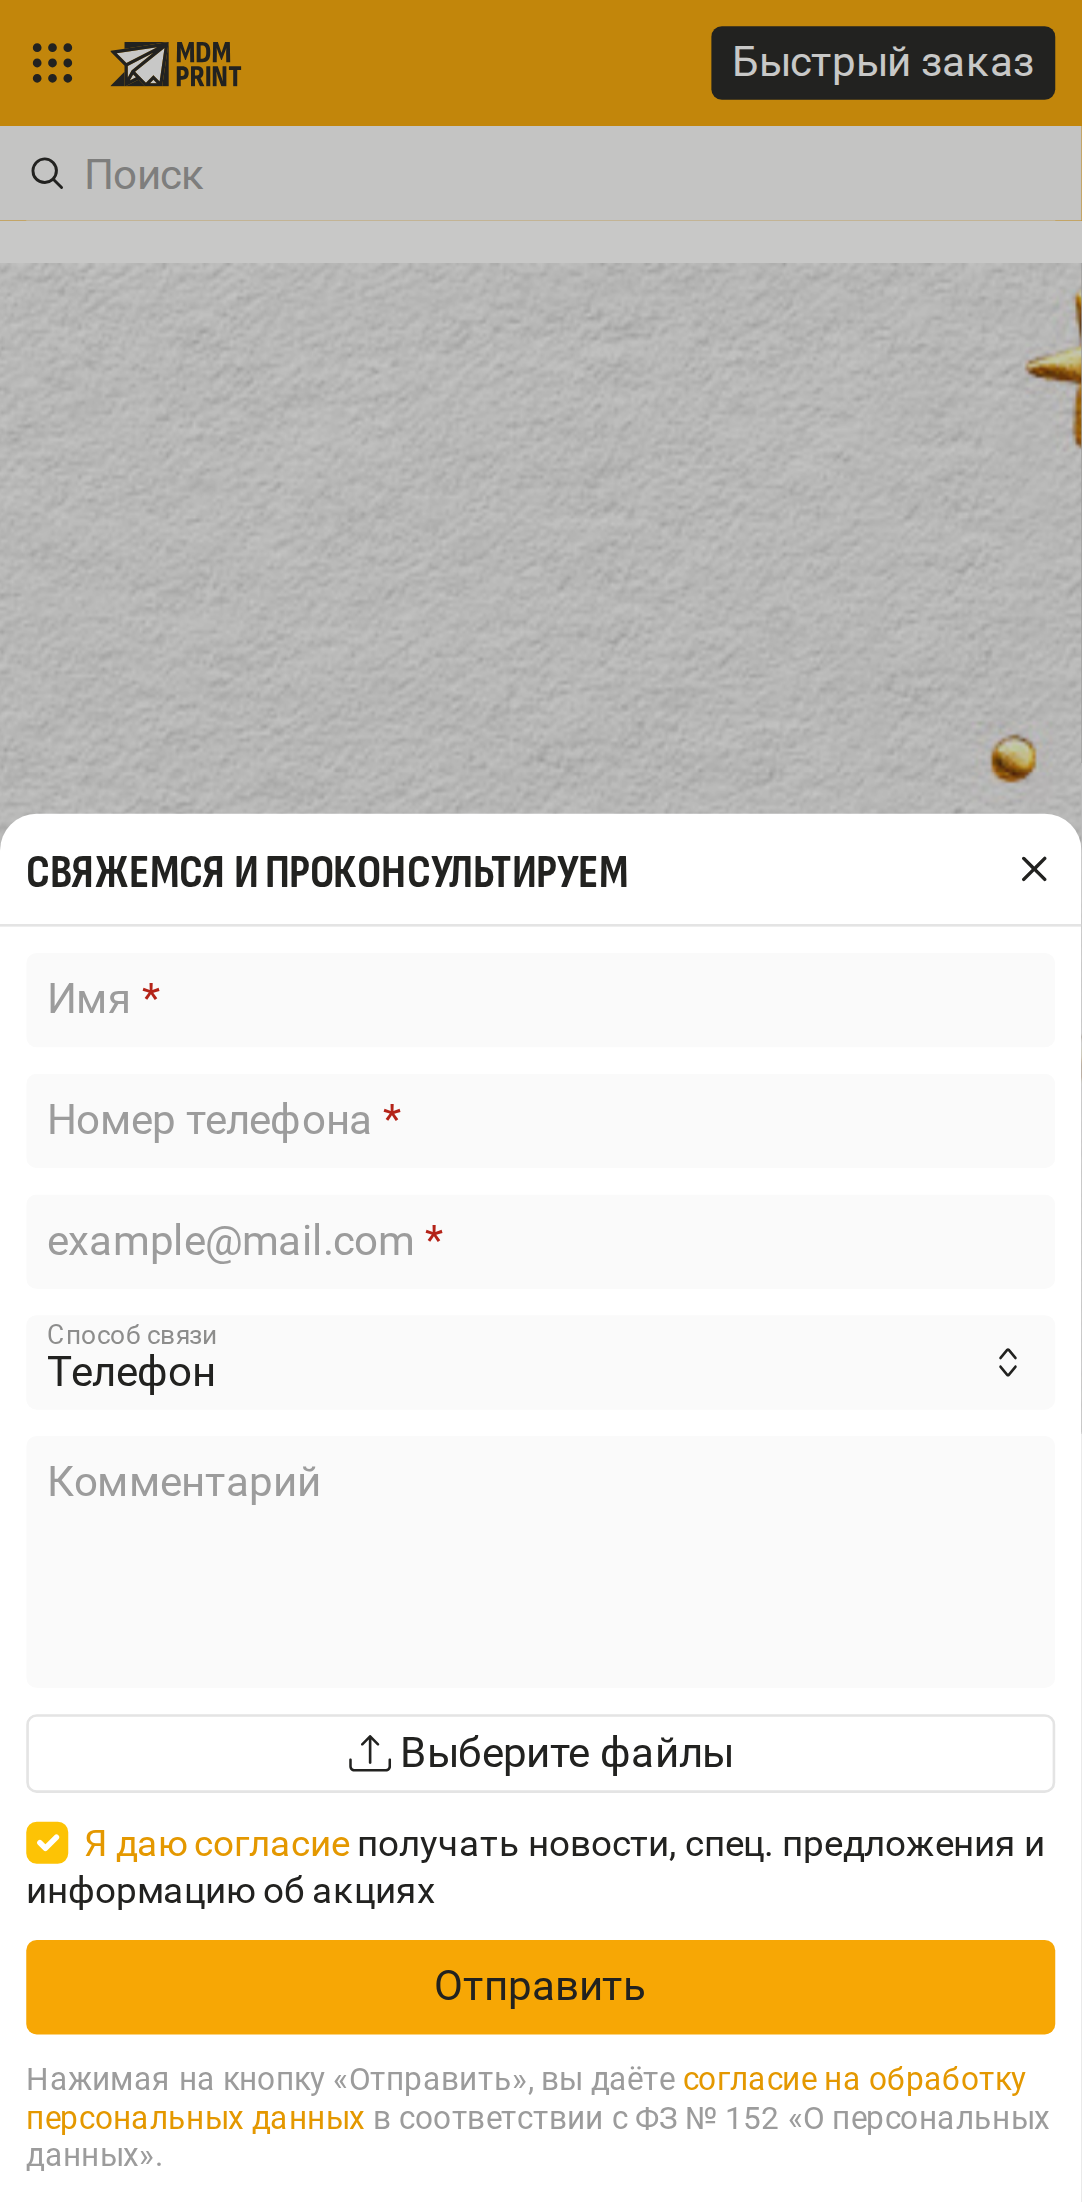 MDM
PRINT
Быстрый заказ
Поиск
СВЯЖЕМСЯ И ПРОКОНСУЛЬТИРУЕМ
Имя *
Номер телефона *
example@mail.com *
Способ связи
Телефон
Комментарий
Выберите файлы
Я даю согласие получать новости, спец. предложения и
информацию об акциях
Отправить
Нажимая на кнопку «Отправить», вы даёте согласие на обработку
персональных данных в соответствии с ФЗ № 152 «О персональных
данных».